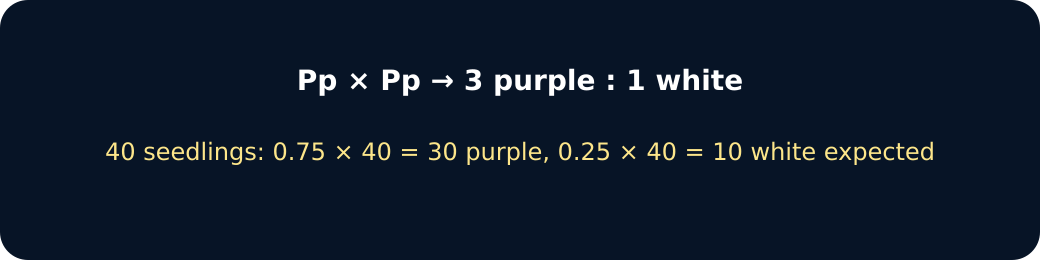 Pp × Pp → 3 purple : 1 white
40 seedlings: 0.75 × 40 = 30 purple, 0.25 × 40 = 10 white expected